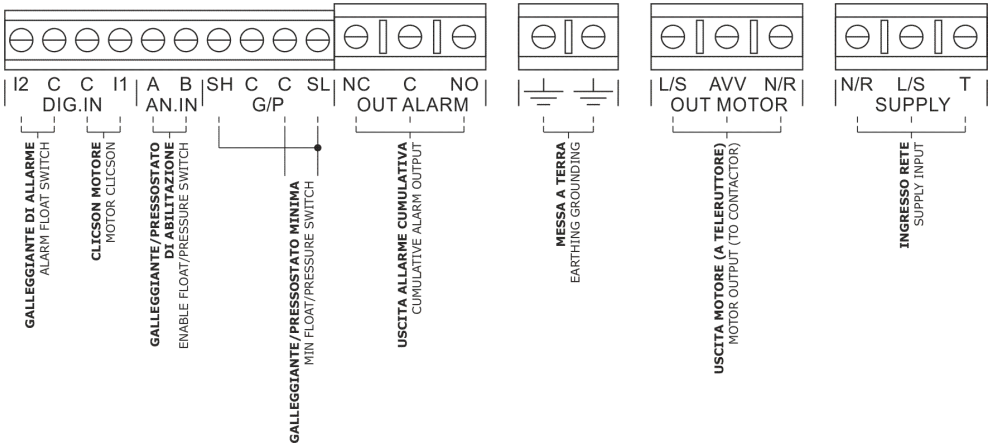 I2 C C I1 A B SH C C SL NC C NO L/S AVV N/R N/R L/S T
DIG.IN AN.IN G/P OUT ALARM OUT MOTOR SUPPLY
GALLEGGIANTE DI ALLARME
ALARM FLOAT SWITCH
CLICSON MOTORE
MOTOR CLICSON
GALLEGGIANTE/PRESSOSTATO
DI ABILITAZIONE
ENABLE FLOAT/PRESSURE SWITCH
GALLEGGIANTE/PRESSOSTATO MINIMA
MIN FLOAT/PRESSURE SWITCH
USCITA ALLARME CUMULATIVA
CUMULATIVE ALARM OUTPUT
MESSA A TERRA
EARTHING GROUNDING
USCITA MOTORE (A TELERUTTORE)
MOTOR OUTPUT (TO CONTACTOR)
INGRESSO RETE
SUPPLY INPUT